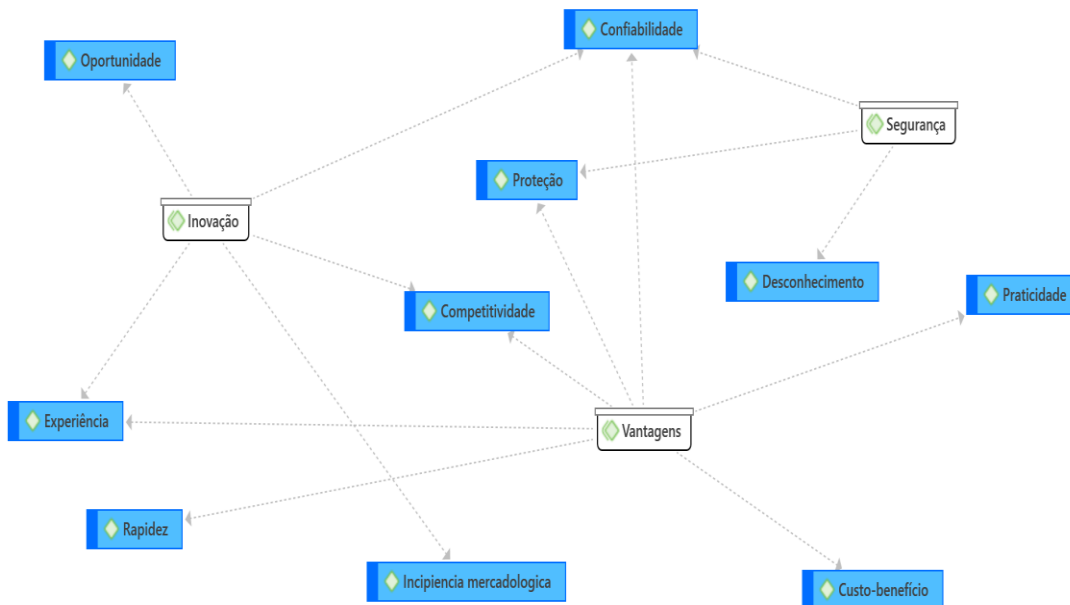 Confiabilidade
Oportunidade
Segurança
Proteção
Inovação
Desconhecimento
Praticidade
Competitividade
Experiência
Vantagens
Rapidez
Incipiencia mercadologica
Custo-benefício